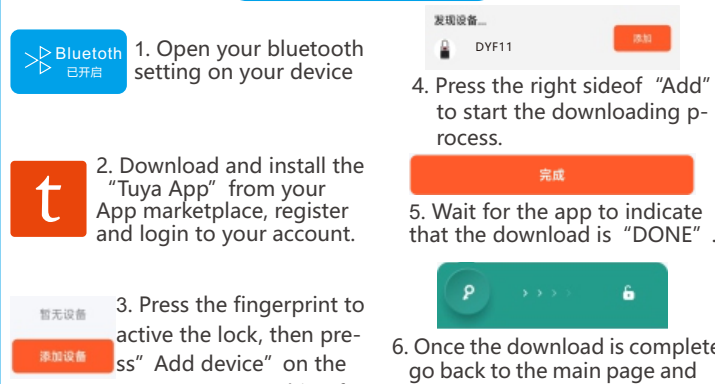 Bluetoth
已开启
1. Open your bluetooth
setting on your device
t
2. Download and install the
“Tuya App” from your
App marketplace, register
and login to your account.
暂无设备
添加设备
3. Press the fingerprint to
active the lock, then pre-
ss” Add device” on the
发现设备...
DYF11
添加
4. Press the right sideof “Add”
to start the downloading p-
rocess.
完成
5. Wait for the app to indicate
that the download is “DONE” .
6. Once the download is complete
go back to the main page and